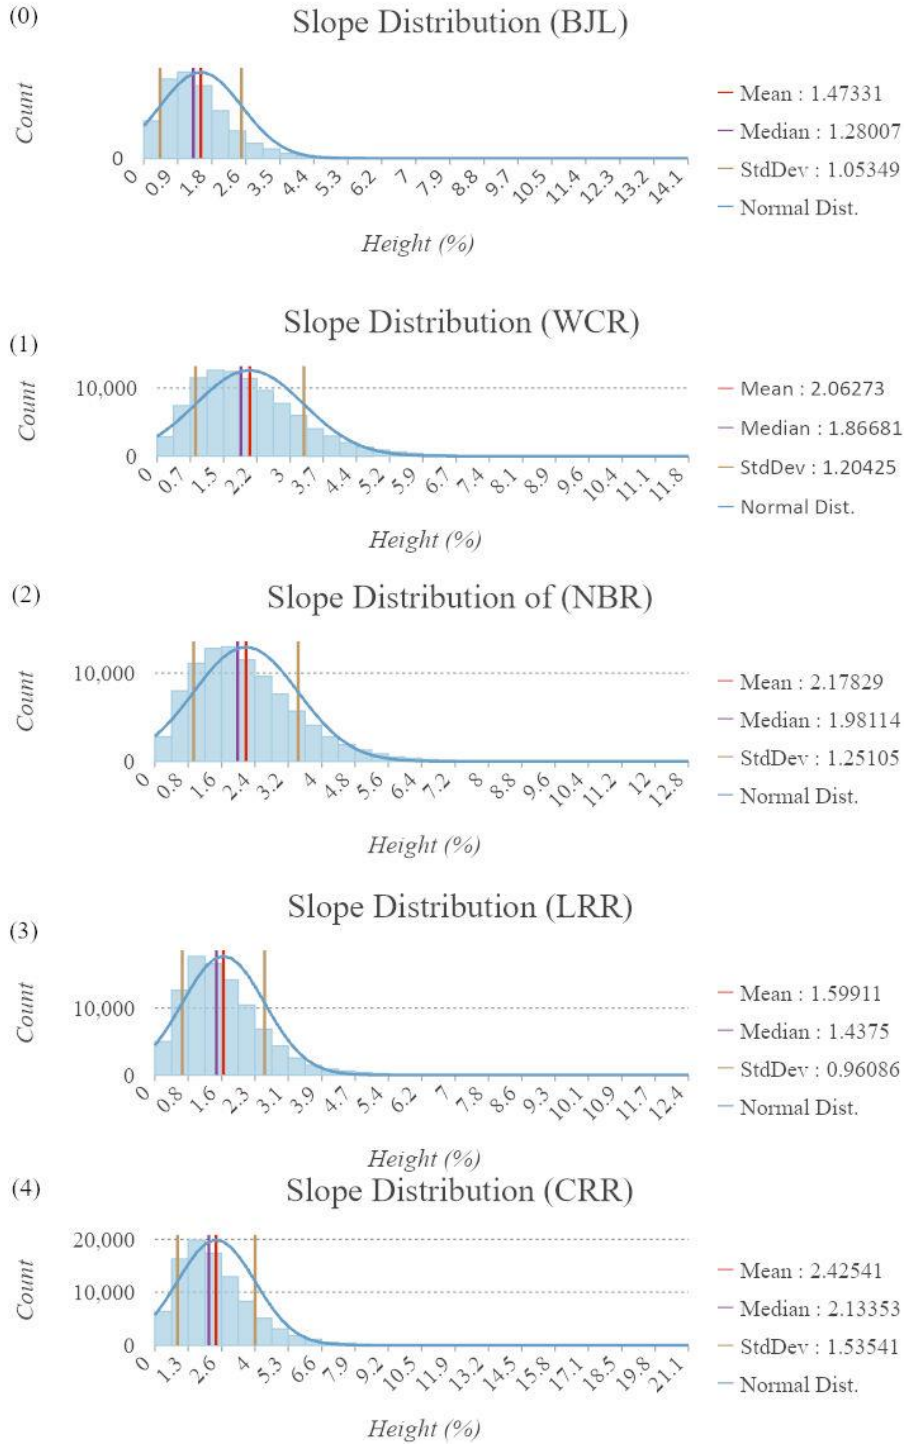 (0)
Slope Distribution (BJL)
Count
0
0 0.9 1.8 2.6 3.5 4.4 5.3 6.2 7 7.9 8.8 9.7 10.5 11.4 12.3 13.2 14.1
Height (%)
Mean : 1.47331
Median : 1.28007
StdDev : 1.05349
Normal Dist.
(1)
Slope Distribution (WCR)
Count
10,000
0
0 0.7 1.5 2.2 3 3.7 4.4 5.2 5.9 6.7 7.4 8.1 8.9 9.6 10.4 11.1 11.8
Height (%)
Mean : 2.06273
Median : 1.86681
StdDev : 1.20425
Normal Dist.
(2)
Slope Distribution of (NBR)
Count
10,000
0
0 0.8 1.6 2.4 3.2 4 4.8 5.6 6.4 7.2 8 8.8 9.6 10.4 11.2 12 12.8
Height (%)
Mean : 2.17829
Median : 1.98114
StdDev : 1.25105
Normal Dist.
(3)
Slope Distribution (LRR)
Count
10,000
0
0 0.8 1.6 2.3 3.1 3.9 4.7 5.4 6.2 7 7.8 8.6 9.3 10.1 10.9 11.7 12.4
Height (%)
Mean : 1.59911
Median : 1.4375
StdDev : 0.96086
Normal Dist.
(4)
Slope Distribution (CRR)
Count
20,000
10,000
0
0 1.3 2.6 4 5.3 6.6 7.9 9.2 10.5 11.9 13.2 14.5 15.8 17.1 18.5 19.8 21.1
Height (%)
Mean : 2.42541
Median : 2.13353
StdDev : 1.53541
Normal Dist.